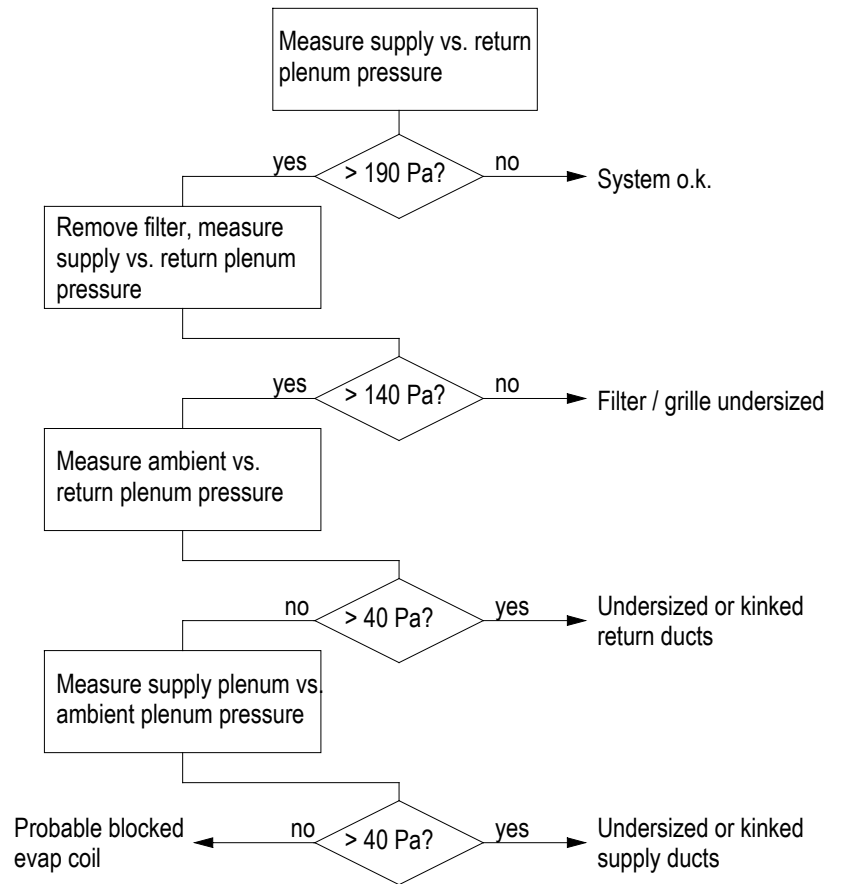 Measure supply vs. return
plenum pressure
yes
> 190 Pa?
no
System o.k.
Remove filter, measure
supply vs. return plenum
pressure
yes
> 140 Pa?
no
Filter / grille undersized
Measure ambient vs.
return plenum pressure
no
> 40 Pa?
yes
Undersized or kinked
return ducts
Measure supply plenum vs.
ambient plenum pressure
Probable blocked
evap coil
no
> 40 Pa?
yes
Undersized or kinked
supply ducts